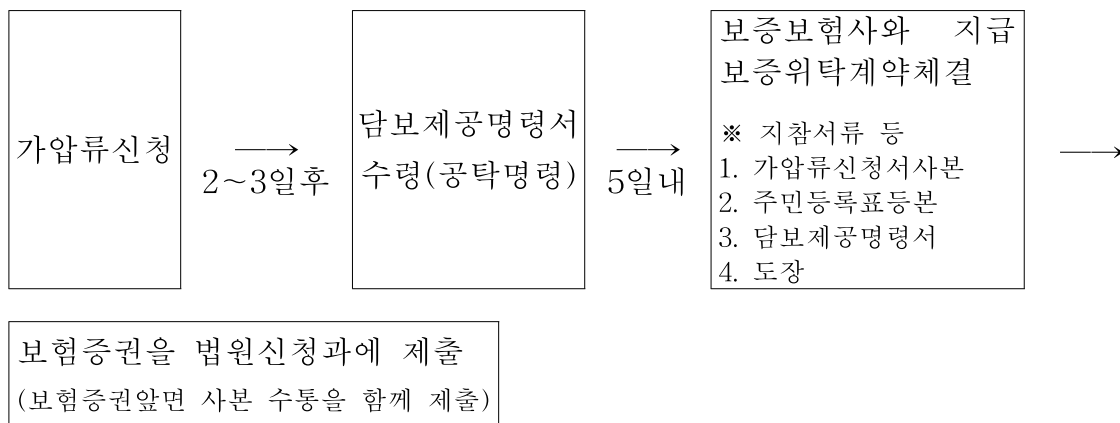 가압류신청
⟶
2~3일후
담보제공명령서
수령(공탁명령)
⟶
5일내
보증보험사와 지급
보증위탁계약체결
※ 지참서류 등
1. 가압류신청서사본
2. 주민등록표등본
3. 담보제공명령서
4. 도장
⟶
보험증권을 법원신청과에 제출
(보험증권앞면 사본 수통을 함께 제출)